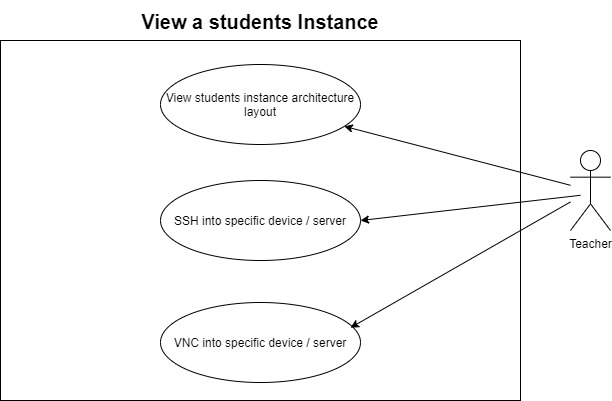 View a students Instance
View students instance architecture
layout
SSH into specific device / server
Teacher
VNC into specific device / server